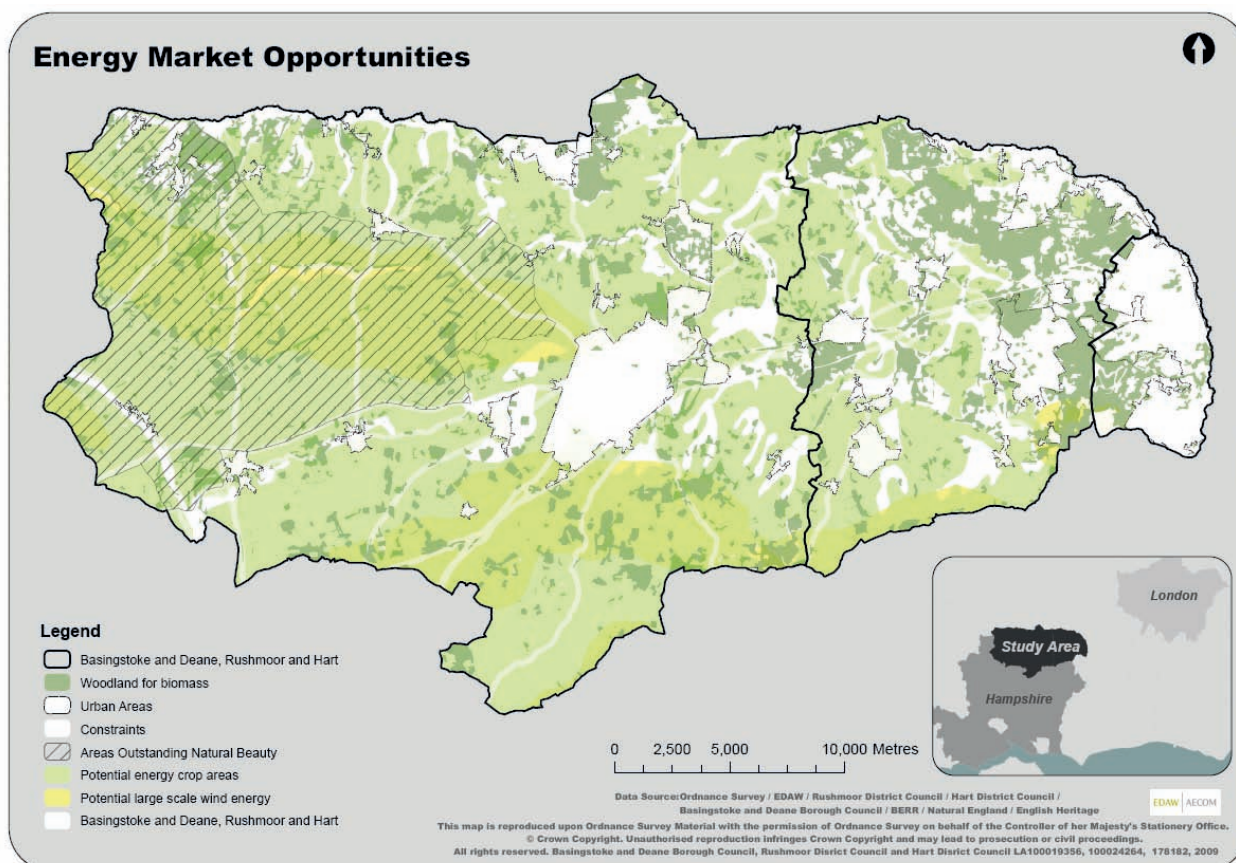 Energy Market Opportunities
London
Study Area
Hampshire
Legend
Basingstoke and Deane, Rushmoor and Hart
Woodland for biomass
Urban Areas
Constraints
Areas Outstanding Natural Beauty
Potential energy crop areas
Potential large scale wind energy
Basingstoke and Deane, Rushmoor and Hart
0 2,500 5,000 10,000 Metres
Data Source:Ordnance Survey / EDAW / Rushmoor District Council / Hart District Council /
Basingstoke and Deane Borough Council / BERR / Natural England / English Heritage
EDAW AECOM
This map is reproduced upon Ordnance Survey Material with the permission of Ordnance Survey on behalf of the Controller of her Majesty's Stationery Office.
© Crown Copyright. Unauthorised reproduction infringes Crown Copyright and may lead to prosecution or civil proceedings.
All rights reserved. Basingstoke and Deane Borough Council, Rushmoor Disrict Council and Hart Disrict Council LA100019356, 100024264, 178182, 2009